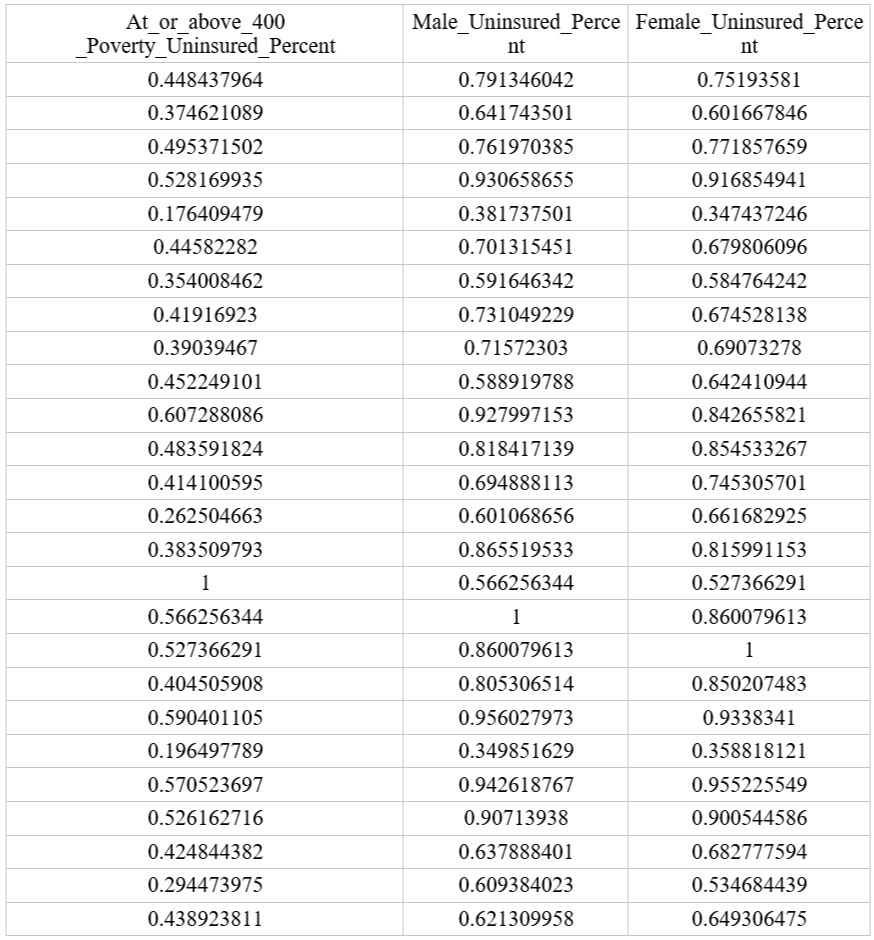 At_or_above_400 Male_Uninsured_Perce Female_Uninsured_Perce
_Poverty_Uninsured_Percent nt nt
0.448437964 0.791346042 0.75193581
0.374621089 0.641743501 0.601667846
0.495371502 0.761970385 0.771857659
0.528169935 0.930658655 0.916854941
0.176409479 0.381737501 0.347437246
0.44582282 0.701315451 0.679806096
0.354008462 0.591646342 0.584764242
0.41916923 0.731049229 0.674528138
0.39039467 0.71572303 0.69073278
0.452249101 0.588919788 0.642410944
0.607288086 0.927997153 0.842655821
0.483591824 0.818417139 0.854533267
0.414100595 0.694888113 0.745305701
0.262504663 0.601068656 0.661682925
0.383509793 0.865519533 0.815991153
1 0.566256344 0.527366291
0.566256344 1 0.860079613
0.527366291 0.860079613 1
0.404505908 0.805306514 0.850207483
0.590401105 0.956027973 0.9338341
0.196497789 0.349851629 0.358818121
0.570523697 0.942618767 0.955225549
0.526162716 0.90713938 0.900544586
0.424844382 0.637888401 0.682777594
0.294473975 0.609384023 0.534684439
0.438923811 0.621309958 0.649306475